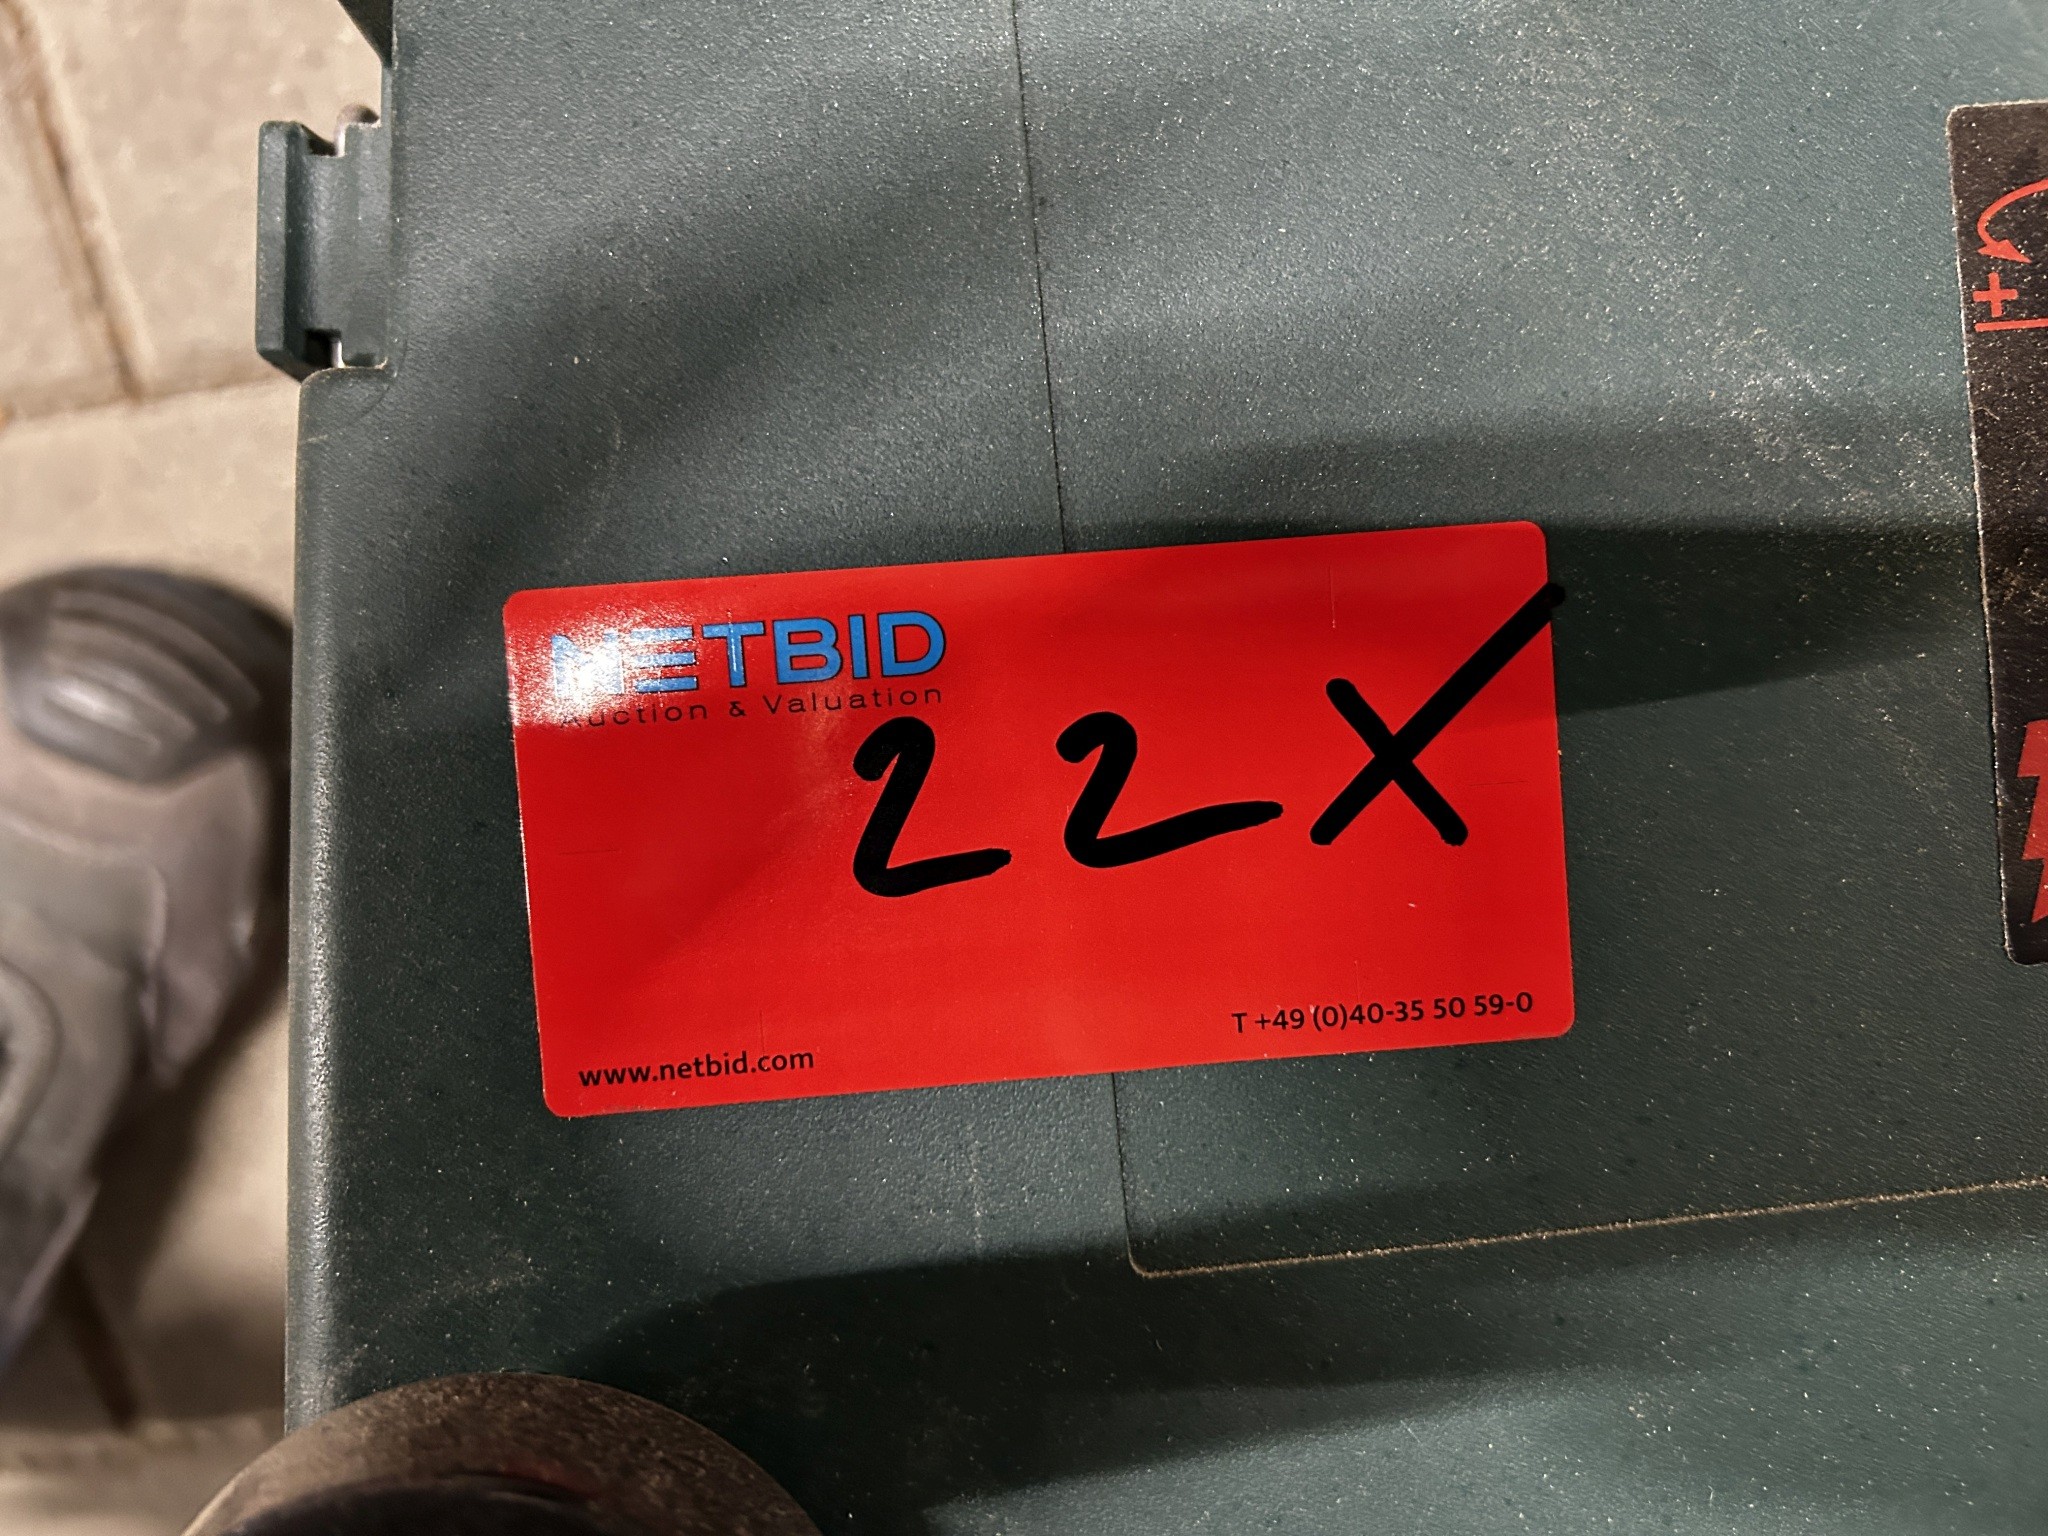 NETBID
Auction & Valuation
22X
www.netbid.com
T +49 (0)40-35 50 59-0